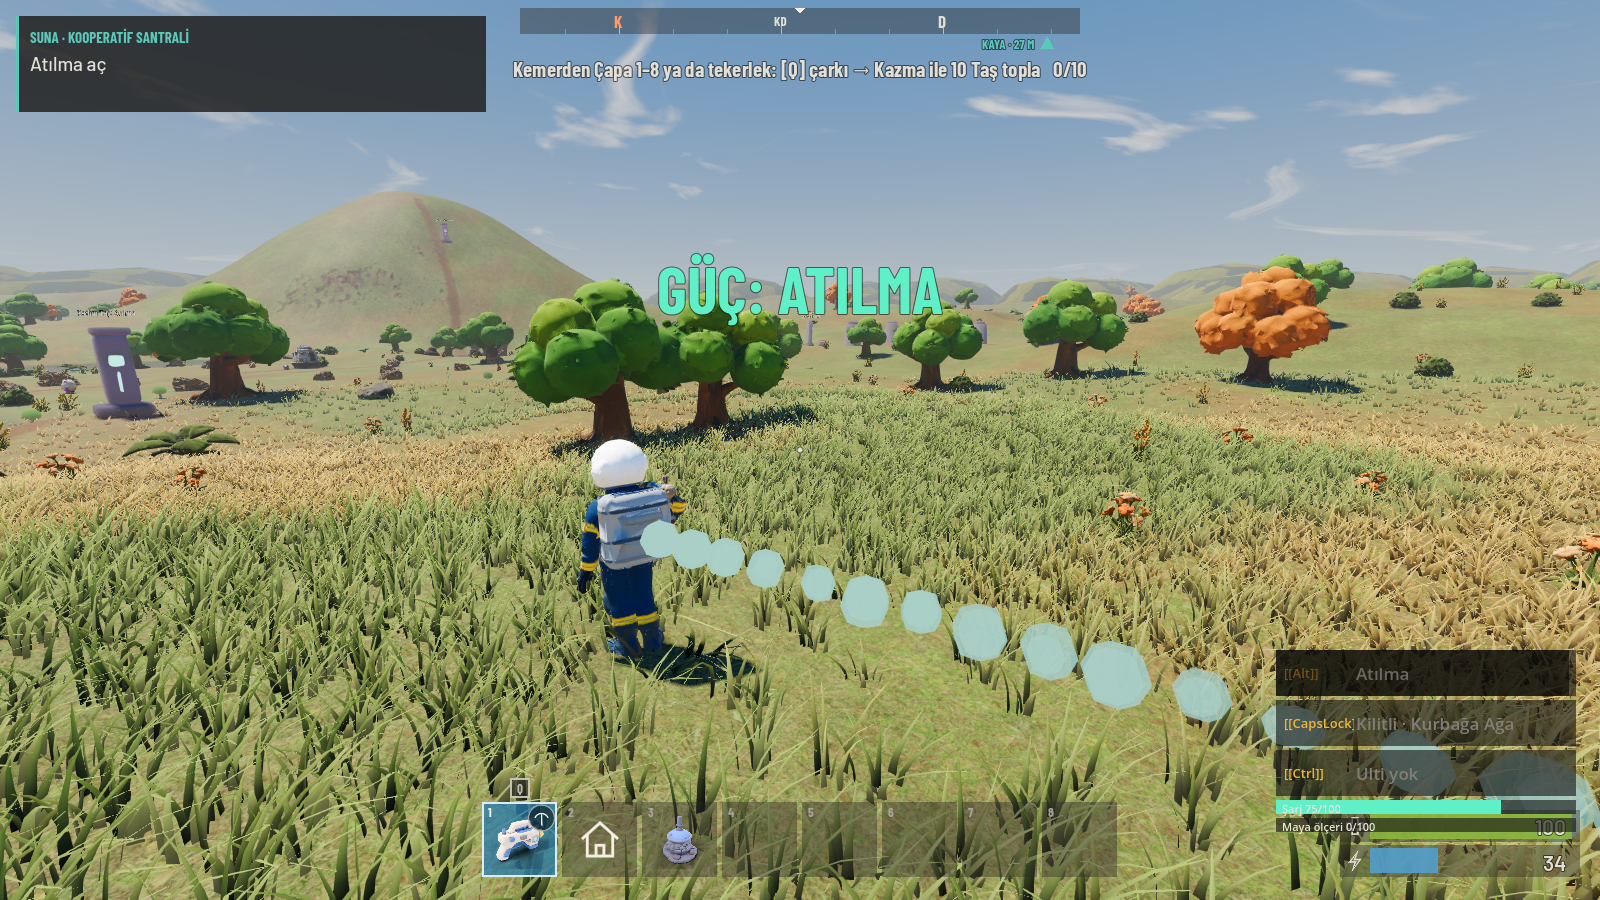 SUNA · KOOPERATİF SANTRALİ
Atılma aç
K
KD
D
KAYA · 27 M
Kemerden Çapa 1-8 ya da tekerlek: [Q] çarkı → Kazma ile 10 Taş topla 0/10
GÜÇ: ATILMA
[[Alt]] Atılma
[[CapsLock] Kilitli · Kurbağa Ağa
[[Ctrl]] Ulti yok
Şarj 75/100
Maya ölçeri 0/100
100
34
Q
1 2 3 4 5 6 7 8